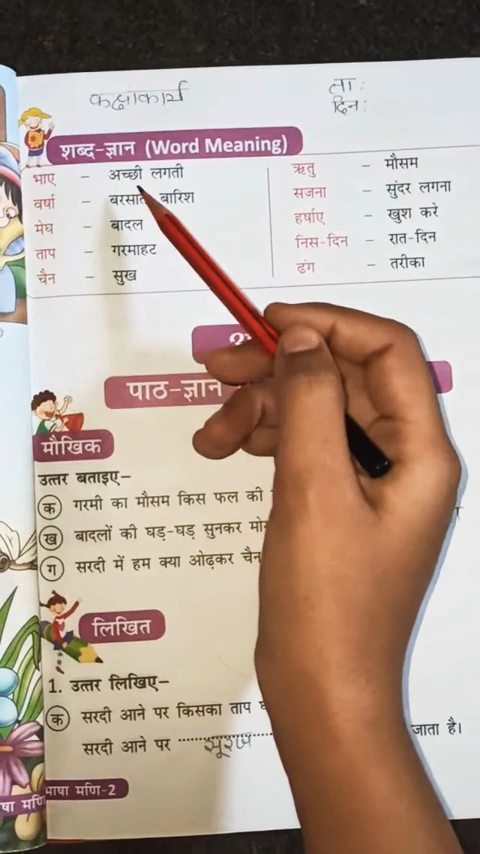 कक्षाकार्य
ता:
दिन:
शब्द-ज्ञान (Word Meaning)
भाए – अच्छी लगती
वर्षा – बरसात, बारिश
मेघ – बादल
ताप – गरमाहट
चैन – सुख
ऋतु – मौसम
सजना – सुंदर लगना
हर्षाए – खुश करे
निस-दिन – रात-दिन
ढंग – तरीका
पाठ-ज्ञान
मौखिक
उत्तर बताइए–
क गरमी का मौसम किस फल की
ख बादलों की घड़-घड़ सुनकर
ग सरदी में हम क्या ओढ़कर चैन
लिखित
1. उत्तर लिखिए–
क सरदी आने पर किसका ताप
सरदी आने पर सूरज जाता है।
भाषा मणि-2